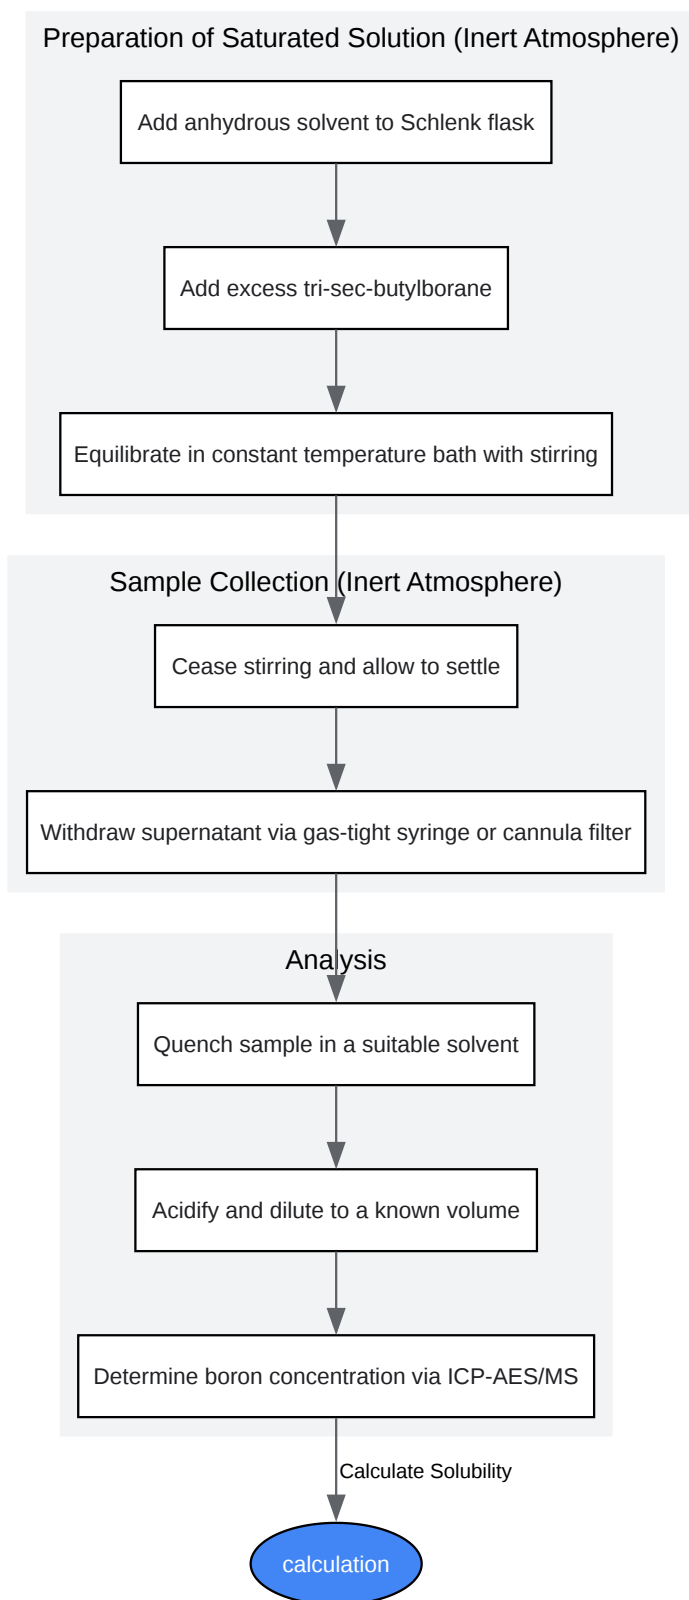 Preparation of Saturated Solution (Inert Atmosphere)
Add anhydrous solvent to Schlenk flask
Add excess tri-sec-butylborane
Equilibrate in constant temperature bath with stirring
Sample Collection (Inert Atmosphere)
Cease stirring and allow to settle
Withdraw supernatant via gas-tight syringe or cannula filter
Analysis
Quench sample in a suitable solvent
Acidify and dilute to a known volume
Determine boron concentration via ICP-AES/MS
Calculate Solubility
calculation